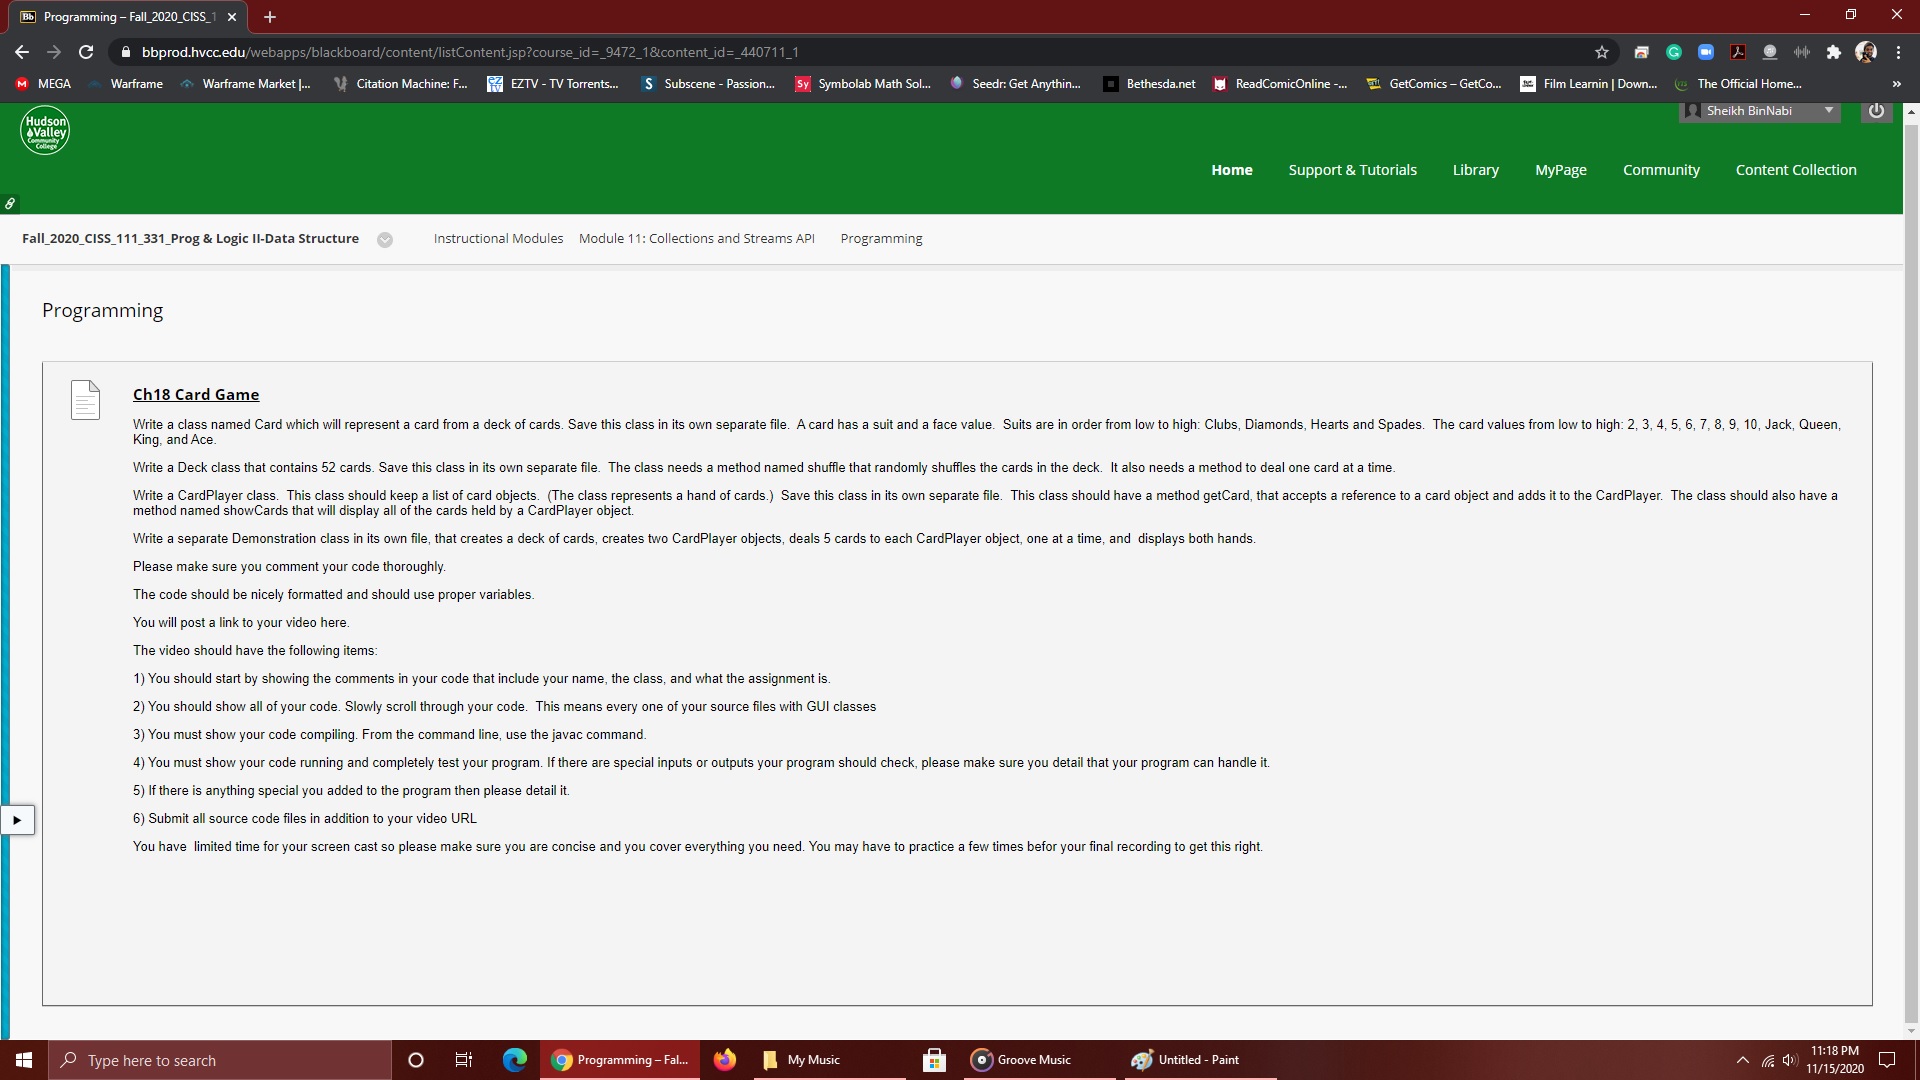 Programming – Fall_2020_CISS_1
bbprod.hvcc.edu/webapps/blackboard/content/listContent.jsp?course_id=_9472_1&content_id=_440711_1
MEGA Warframe Warframe Market |... Citation Machine: F... EZTV - TV Torrents... Subscene - Passion... Symbolab Math Sol... Seedr: Get Anythin... Bethesda.net ReadComicOnline -... GetComics – GetCo... Film Learnin | Down... The Official Home...
Hudson
Valley
Community
College
Sheikh BinNabi
Home Support & Tutorials Library MyPage Community Content Collection
Fall_2020_CISS_111_331_Prog & Logic II-Data Structure Instructional Modules Module 11: Collections and Streams API Programming
Programming
Ch18 Card Game
Write a class named Card which will represent a card from a deck of cards. Save this class in its own separate file. A card has a suit and a face value. Suits are in order from low to high: Clubs, Diamonds, Hearts and Spades. The card values from low to high: 2, 3, 4, 5, 6, 7, 8, 9, 10, Jack, Queen,
King, and Ace.
Write a Deck class that contains 52 cards. Save this class in its own separate file. The class needs a method named shuffle that randomly shuffles the cards in the deck. It also needs a method to deal one card at a time.
Write a CardPlayer class. This class should keep a list of card objects. (The class represents a hand of cards.) Save this class in its own separate file. This class should have a method getCard, that accepts a reference to a card object and adds it to the CardPlayer. The class should also have a
method named showCards that will display all of the cards held by a CardPlayer object.
Write a separate Demonstration class in its own file, that creates a deck of cards, creates two CardPlayer objects, deals 5 cards to each CardPlayer object, one at a time, and displays both hands.
Please make sure you comment your code thoroughly.
The code should be nicely formatted and should use proper variables.
You will post a link to your video here.
The video should have the following items:
1) You should start by showing the comments in your code that include your name, the class, and what the assignment is.
2) You should show all of your code. Slowly scroll through your code. This means every one of your source files with GUI classes
3) You must show your code compiling. From the command line, use the javac command.
4) You must show your code running and completely test your program. If there are special inputs or outputs your program should check, please make sure you detail that your program can handle it.
5) If there is anything special you added to the program then please detail it.
6) Submit all source code files in addition to your video URL
You have limited time for your screen cast so please make sure you are concise and you cover everything you need. You may have to practice a few times befor your final recording to get this right.
Type here to search Programming – Fal... My Music Groove Music Untitled - Paint
11:18 PM
11/15/2020